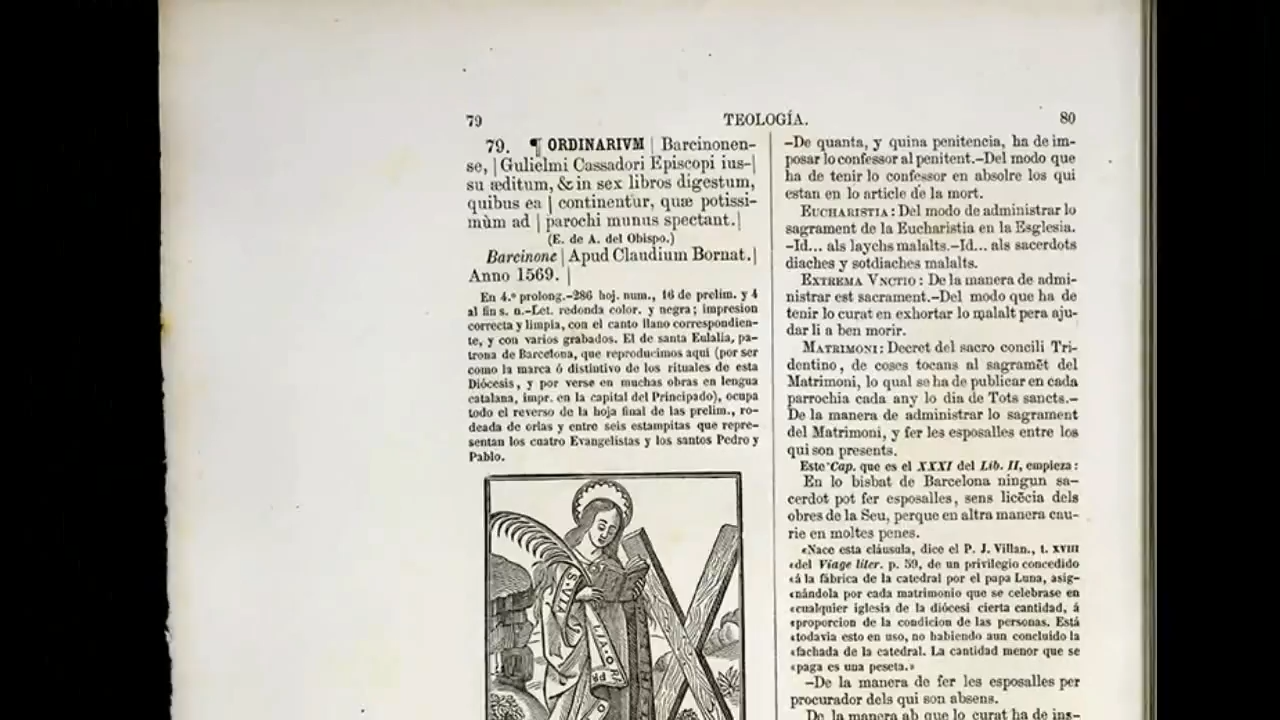 79
TEOLOGÍA.
80
79. ¶ ORDINARIVM | Barcinonen-
se, | Gulielmi Cassadori Episcopi ius-|
su æditum, & in sex libros digestum,
quibus ea | continentur, quæ potissi-
mùm ad | parochi munus spectant.|
(E. de A. del Obispo.)
Barcinone | Apud Claudium Bornat.|
Anno 1569. |
En 4.º prolong.–286 hoj. num., 16 de prelim. y 4
al fin s. n.–Let. redonda color. y negra; impresion
correcta y limpia, con el canto llano correspondien-
te, y con varios grabados. El de santa Eulalia, pa-
trona de Barcelona, que reproducimos aquí (por ser
como la marca ó distintivo de los rituales de esta
Diócesis, y por verse en muchas obras en lengua
catalana, impr. en la capital del Principado), ocupa
todo el reverso de la hoja final de las prelim., ro-
deada de orlas y entre seis estampitas que repre-
sentan los cuatro Evangelistas y los santos Pedro y
Pablo.
–De quanta, y quina penitencia, ha de im-
posar lo confessor al penitent.–Del modo que
ha de tenir lo confessor en absolre los qui
estan en lo article de la mort.
EUCHARISTIA: Del modo de administrar lo
sagrament de la Eucharistia en la Esglesia.
–Id... als laychs malalts.–Id... als sacerdots
diaches y sotdiaches malalts.
EXTREMA VNCTIO: De la manera de admi-
nistrar est sacrament.–Del modo que ha de
tenir lo curat en exhortar lo malalt pera aju-
dar li a ben morir.
MATRIMONI: Decret del sacro concili Tri-
dentino, de coses tocans al sagramẽt del
Matrimoni, lo qual se ha de publicar en cada
parrochia cada any lo dia de Tots sancts.–
De la manera de administrar lo sagrament
del Matrimoni, y fer les esposalles entre los
qui son presents.
Este Cap. que es el XXXI del Lib. II, empieza:
En lo bisbat de Barcelona ningun sa-
cerdot pot fer esposalles, sens licẽcia dels
obres de la Seu, perque en altra manera cau-
rie en moltes penes.
«Nace esta cláusula, dice el P. J. Villan., t. XVIII
«del Viage liter. p. 59, de un privilegio concedido
«á la fábrica de la catedral por el papa Luna, asig-
«nándola por cada matrimonio que se celebrase en
«cualquier iglesia de la diócesi cierta cantidad, á
«proporcion de la condicion de las personas. Está
«todavia esto en uso, no habiendo aun concluido la
«fachada de la catedral. La cantidad menor que se
«paga es una peseta.»
–De la manera de fer les esposalles per
procurador dels qui son absens.
De la manera ab que lo curat ha de ins-